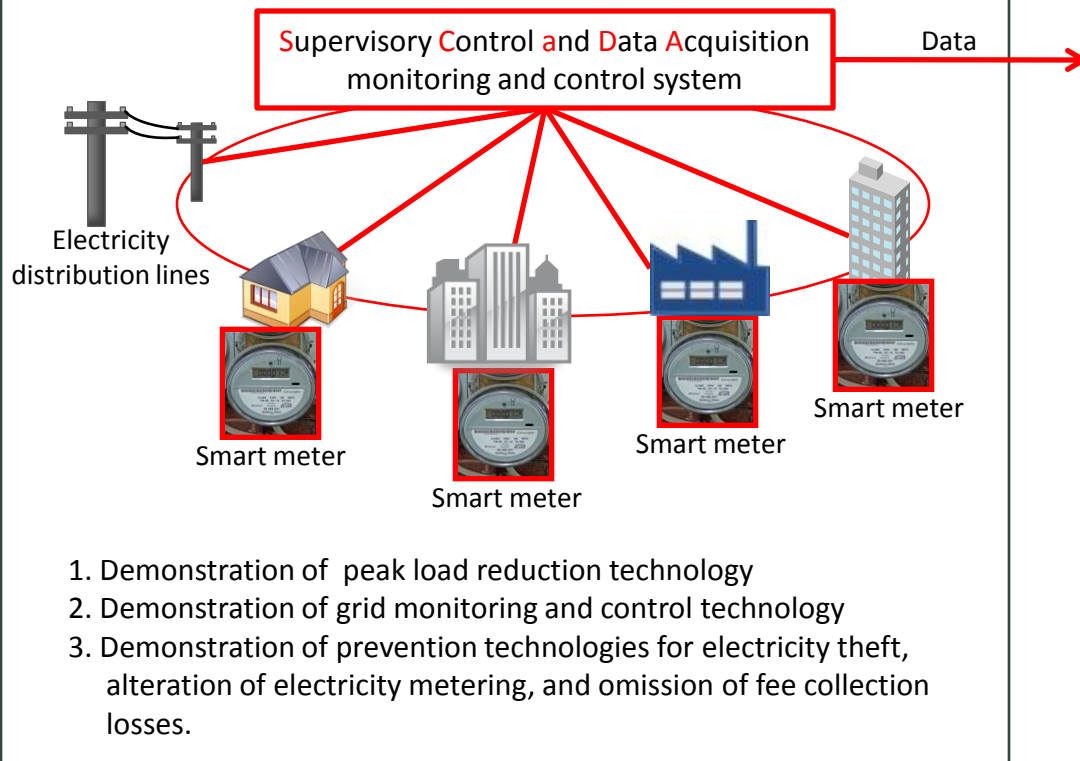 Supervisory Control and Data Acquisition
monitoring and control system
Data
Electricity
distribution lines
Smart meter
Smart meter
Smart meter
Smart meter
1. Demonstration of peak load reduction technology
2. Demonstration of grid monitoring and control technology
3. Demonstration of prevention technologies for electricity theft,
alteration of electricity metering, and omission of fee collection
losses.